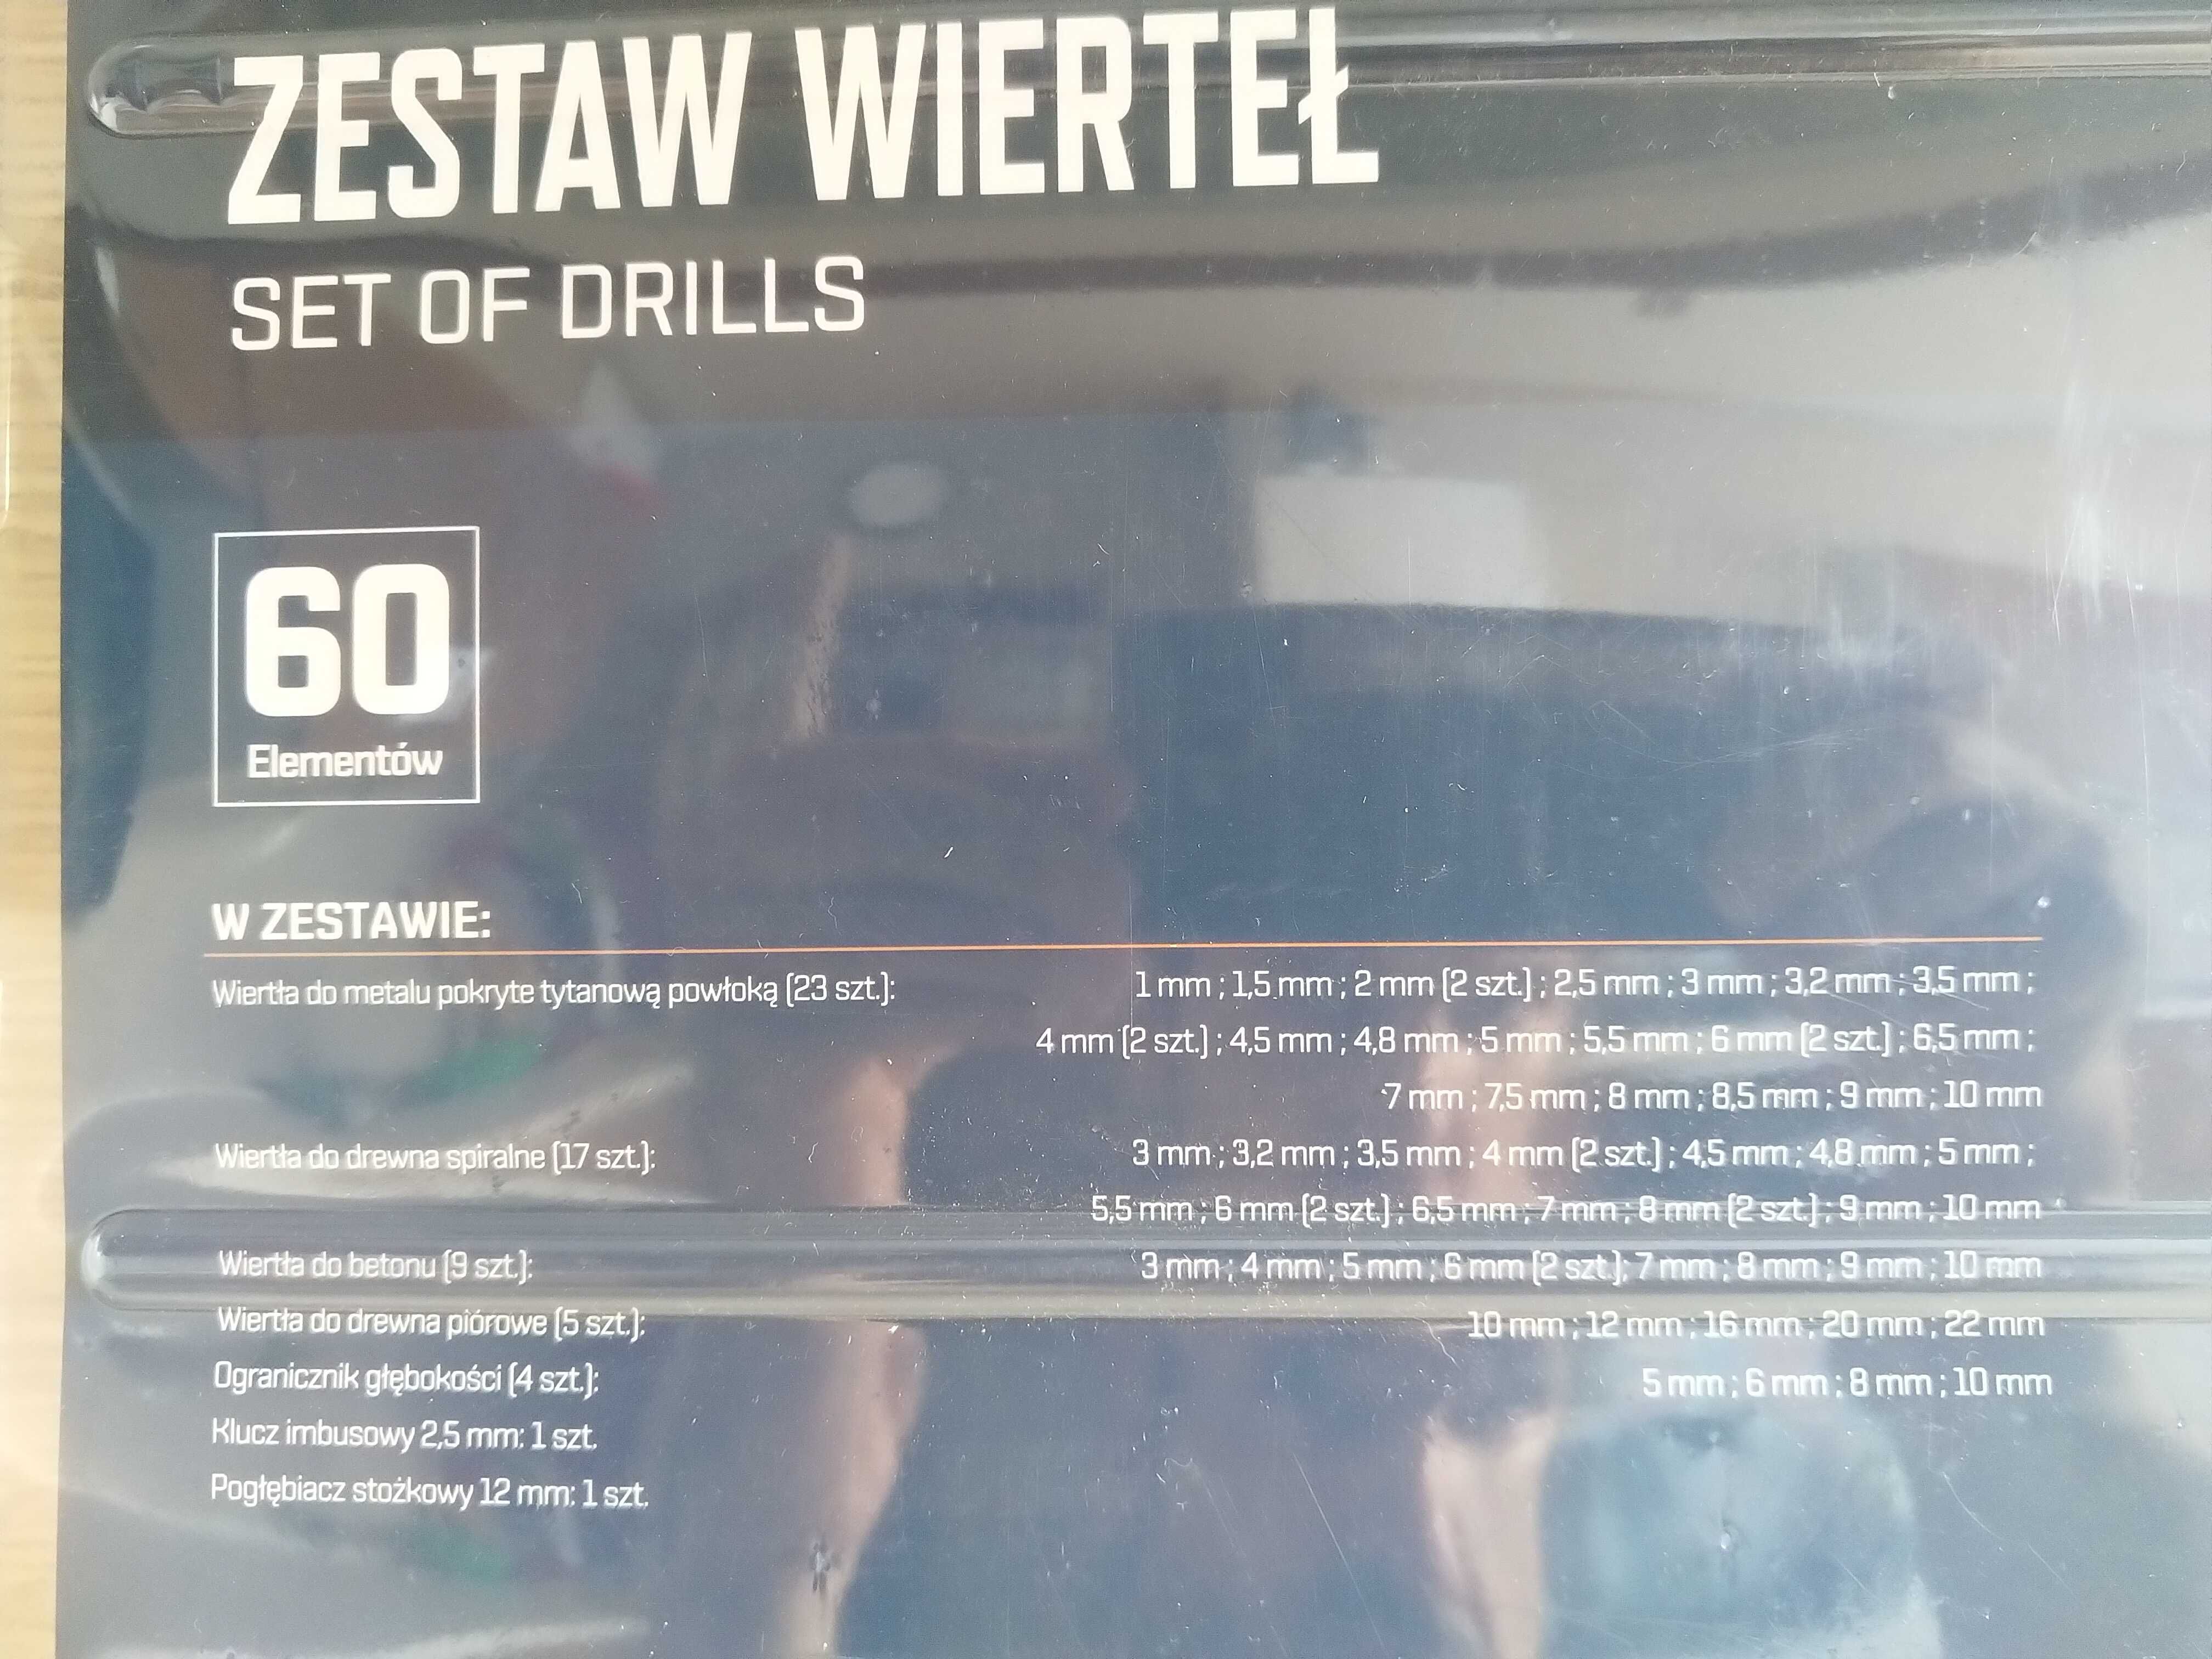 ZESTAW WIERTEŁ
SET OF DRILLS
60
Elementów
W ZESTAWIE:
Wiertła do metalu pokryte tytanową powłoką (23 szt.): 1 mm ; 1,5 mm ; 2 mm (2 szt.) ; 2,5 mm ; 3 mm ; 3,2 mm ; 3,5 mm ;
4 mm (2 szt.) ; 4,5 mm ; 4,8 mm ; 5 mm ; 5,5 mm ; 6 mm (2 szt.) ; 6,5 mm ;
7 mm ; 7,5 mm ; 8 mm ; 8,5 mm ; 9 mm ; 10 mm
Wiertła do drewna spiralne (17 szt.): 3 mm ; 3,2 mm ; 3,5 mm ; 4 mm (2 szt.) ; 4,5 mm ; 4,8 mm ; 5 mm ;
5,5 mm ; 6 mm (2 szt.) ; 6,5 mm ; 7 mm ; 8 mm (2 szt.) ; 9 mm ; 10 mm
Wiertła do betonu (9 szt.): 3 mm ; 4 mm ; 5 mm ; 6 mm (2 szt.); 7 mm ; 8 mm ; 9 mm ; 10 mm
Wiertła do drewna piórowe (5 szt.): 10 mm ; 12 mm ; 16 mm ; 20 mm ; 22 mm
Ogranicznik głębokości (4 szt.): 5 mm ; 6 mm ; 8 mm ; 10 mm
Klucz imbusowy 2,5 mm: 1 szt.
Pogłębiacz stożkowy 12 mm: 1 szt.